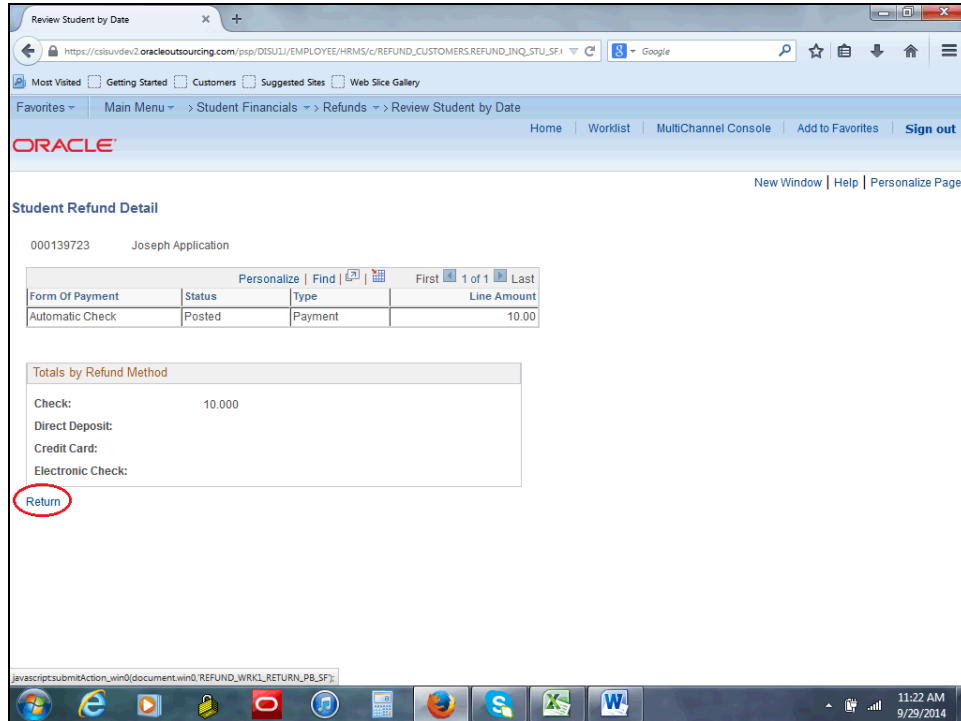 Review Student by Date
https://csisuvdev2.oracleoutsourcing.com/psp/DISU1J/EMPLOYEE/HRMS/c/REFUND_CUSTOMERS.REFUND_INQ_STU_SF.
Google
Most Visited Getting Started Customers Suggested Sites Web Slice Gallery
Favorites Main Menu > Student Financials > Refunds > Review Student by Date
Home Worklist MultiChannel Console Add to Favorites Sign out
ORACLE
New Window | Help | Personalize Page
Student Refund Detail
000139723 Joseph Application
Personalize | Find | | First 1 of 1 Last
Form Of Payment Status Type Line Amount
Automatic Check Posted Payment 10.00
Totals by Refund Method
Check: 10.000
Direct Deposit:
Credit Card:
Electronic Check:
Return
javascript:submitAction_win0(document.win0,'REFUND_WRK1_RETURN_PB_SF');
11:22 AM
9/29/2014